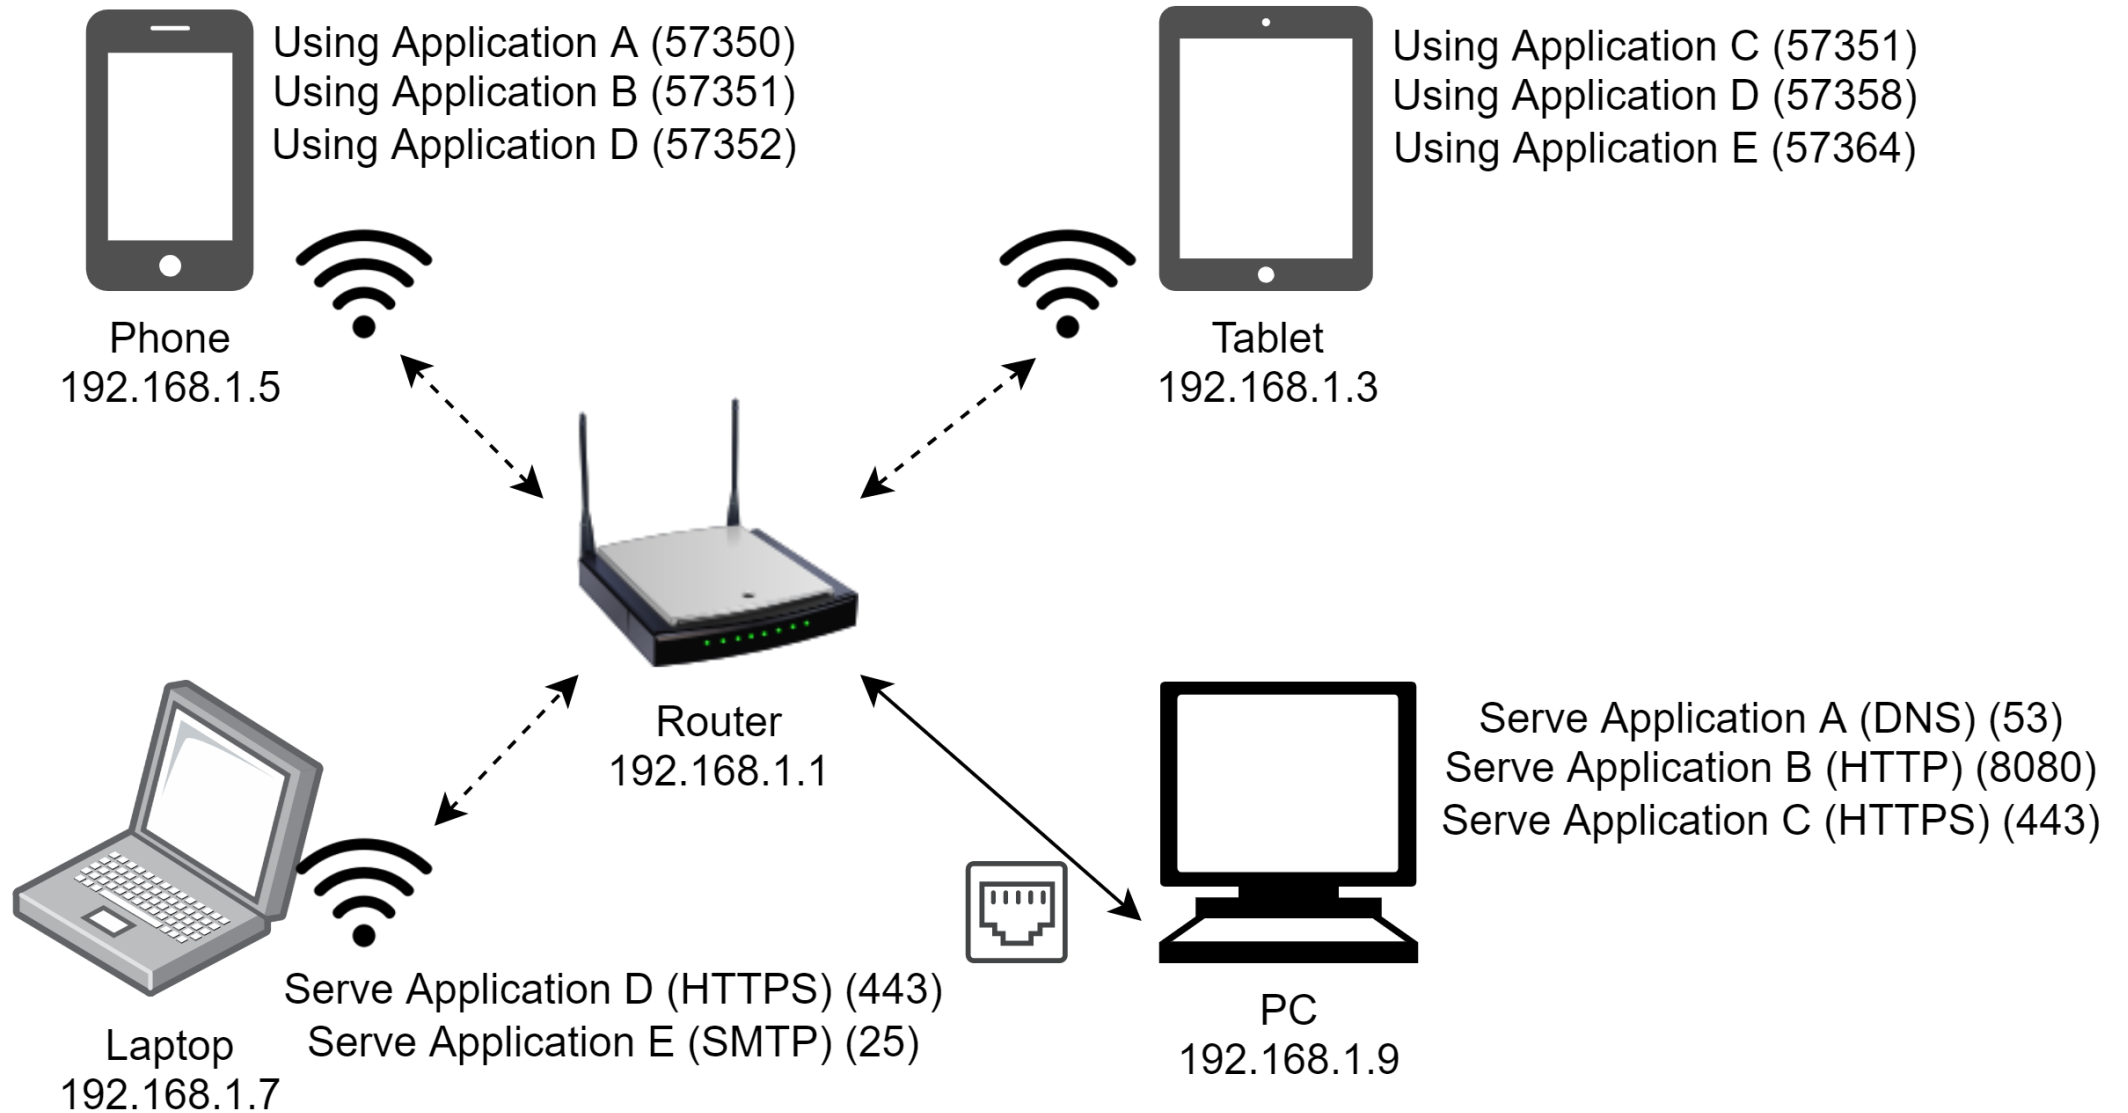 Using Application A (57350)
Using Application B (57351)
Using Application D (57352)
Phone
192.168.1.5
Using Application C (57351)
Using Application D (57358)
Using Application E (57364)
Tablet
192.168.1.3
Router
192.168.1.1
Serve Application D (HTTPS) (443)
Serve Application E (SMTP) (25)
Laptop
192.168.1.7
Serve Application A (DNS) (53)
Serve Application B (HTTP) (8080)
Serve Application C (HTTPS) (443)
PC
192.168.1.9